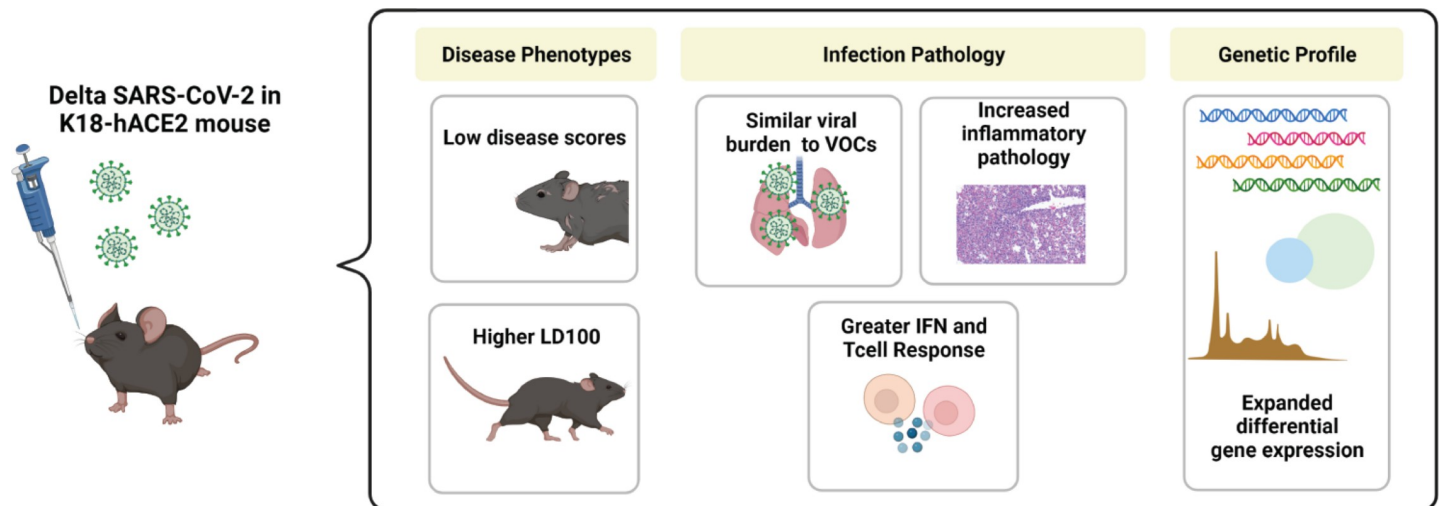 Delta SARS-CoV-2 in
K18-hACE2 mouse
Disease Phenotypes
Low disease scores
Higher LD100
Infection Pathology
Similar viral
burden to VOCs
Increased
inflammatory
pathology
Greater IFN and
Tcell Response
Genetic Profile
Expanded
differential
gene expression